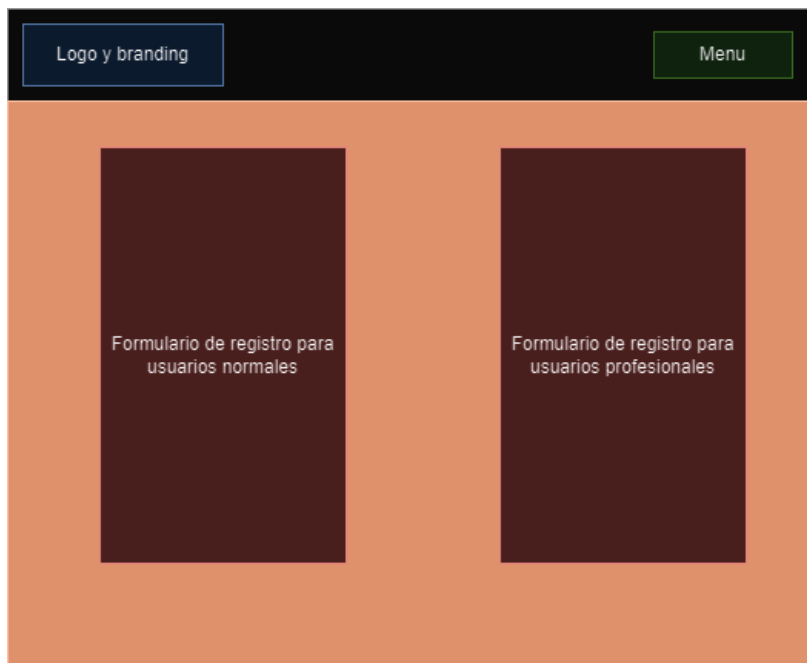 Logo y branding
Menu
Formulario de registro para
usuarios normales
Formulario de registro para
usuarios profesionales